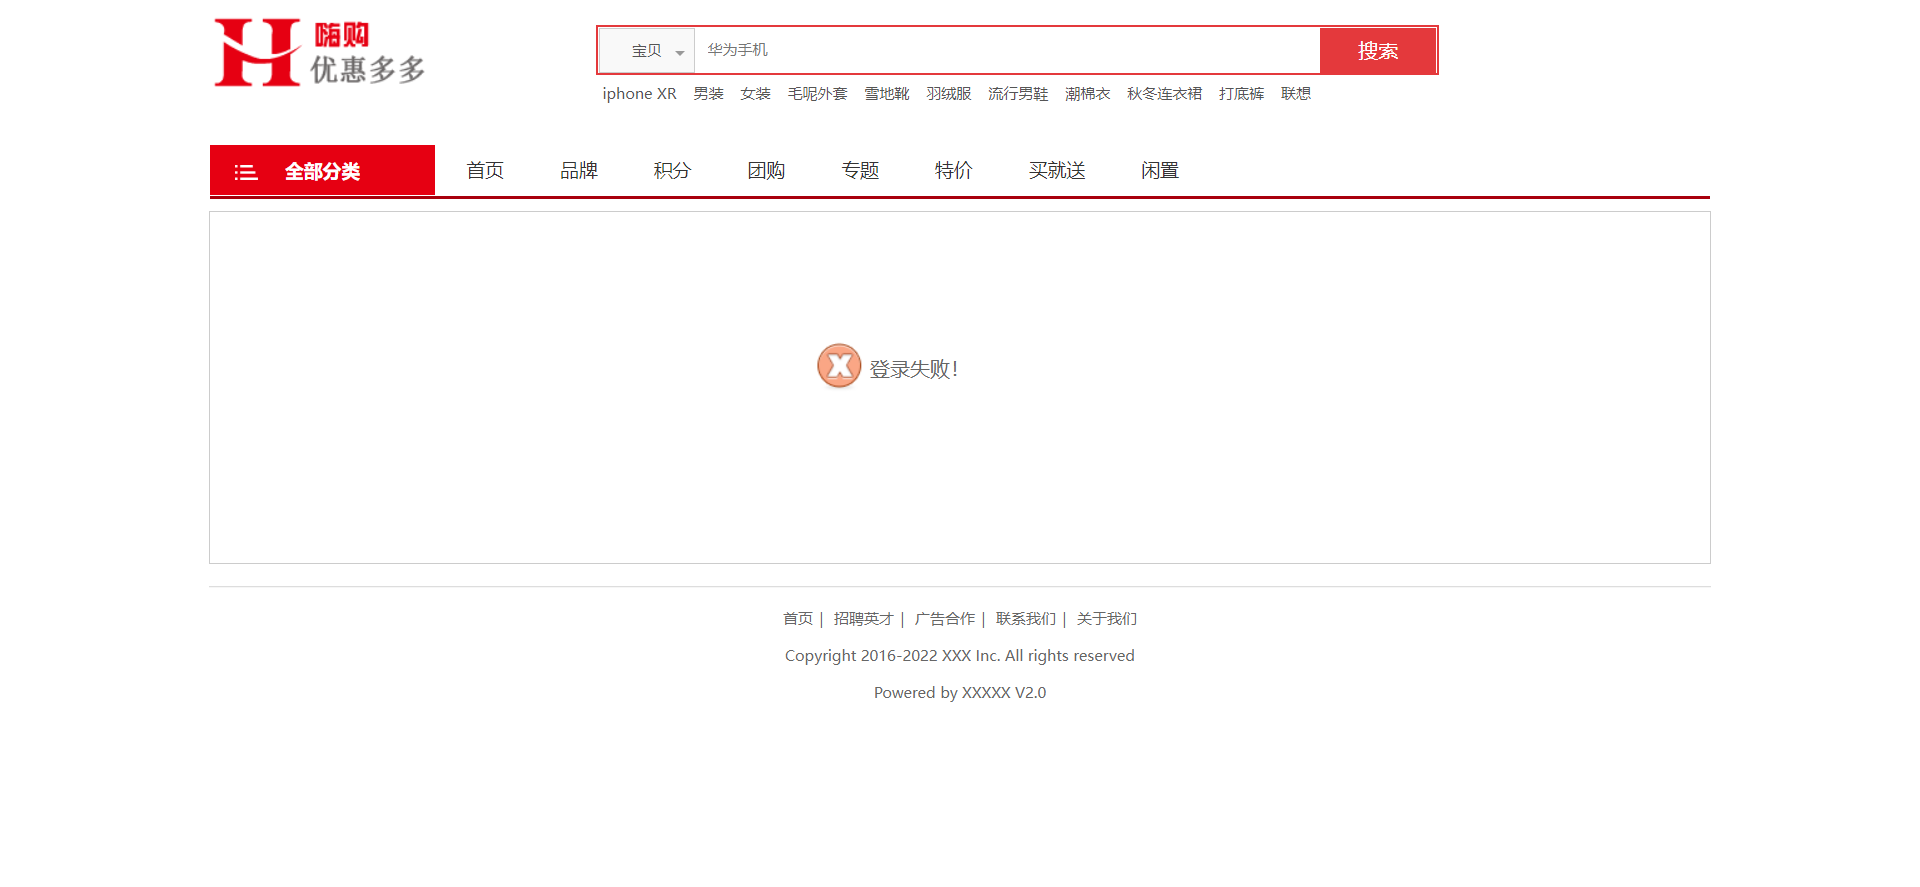 嗨购
优惠多多
宝贝 华为手机 搜索
iphone XR 男装 女装 毛呢外套 雪地靴 羽绒服 流行男鞋 潮棉衣 秋冬连衣裙 打底裤 联想
全部分类 首页 品牌 积分 团购 专题 特价 买就送 闲置
登录失败！
首页 | 招聘英才 | 广告合作 | 联系我们 | 关于我们
Copyright 2016-2022 XXX Inc. All rights reserved
Powered by XXXXX V2.0